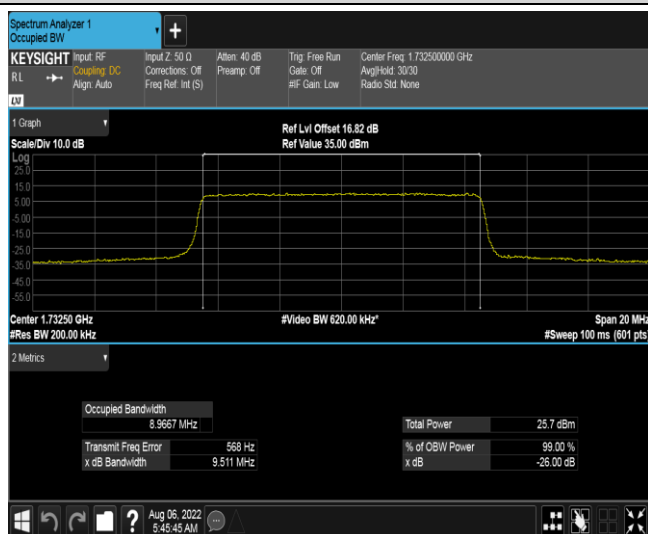 Spectrum Analyzer 1
Occupied BW
+
KEYSIGHT
RL
LXI
Input: RF
Coupling: DC
Align: Auto
Input Z: 50 Ω
Corrections: Off
Freq Ref: Int (S)
Atten: 40 dB
Preamp: Off
Trig: Free Run
Gate: Off
#IF Gain: Low
Center Freq: 1.732500000 GHz
Avg|Hold: 30/30
Radio Std: None
1 Graph
Scale/Div 10.0 dB
Ref Lvl Offset 16.82 dB
Ref Value 35.00 dBm
Log
25.0
15.0
5.00
-5.00
-15.0
-25.0
-35.0
-45.0
-55.0
Center 1.73250 GHz
#Res BW 200.00 kHz
#Video BW 620.00 kHz*
Span 20 MHz
#Sweep 100 ms (601 pts)
2 Metrics
Occupied Bandwidth
8.9667 MHz
Total Power 25.7 dBm
Transmit Freq Error 568 Hz
% of OBW Power 99.00 %
x dB Bandwidth 9.511 MHz
x dB -26.00 dB
?
Aug 06, 2022
5:45:45 AM